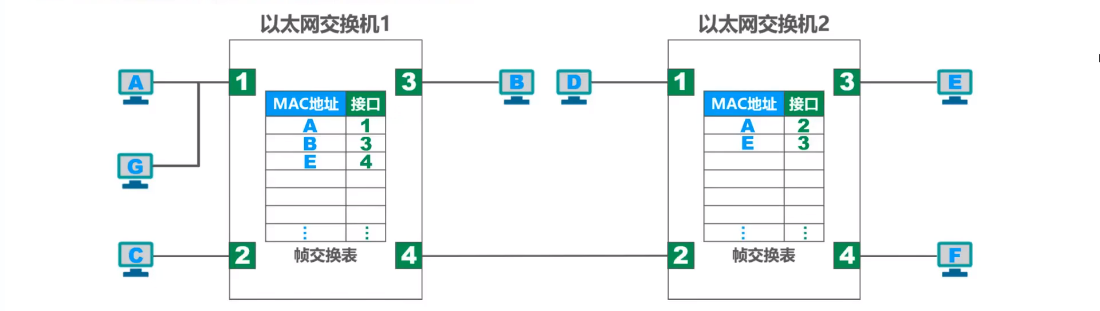 以太网交换机1
以太网交换机2
A
1
3
B
D
1
3
E
MAC地址 接口
A 1
B 3
E 4
⋮ ⋮
帧交换表
MAC地址 接口
A 2
E 3
⋮ ⋮
帧交换表
G
C
2
4
2
4
F